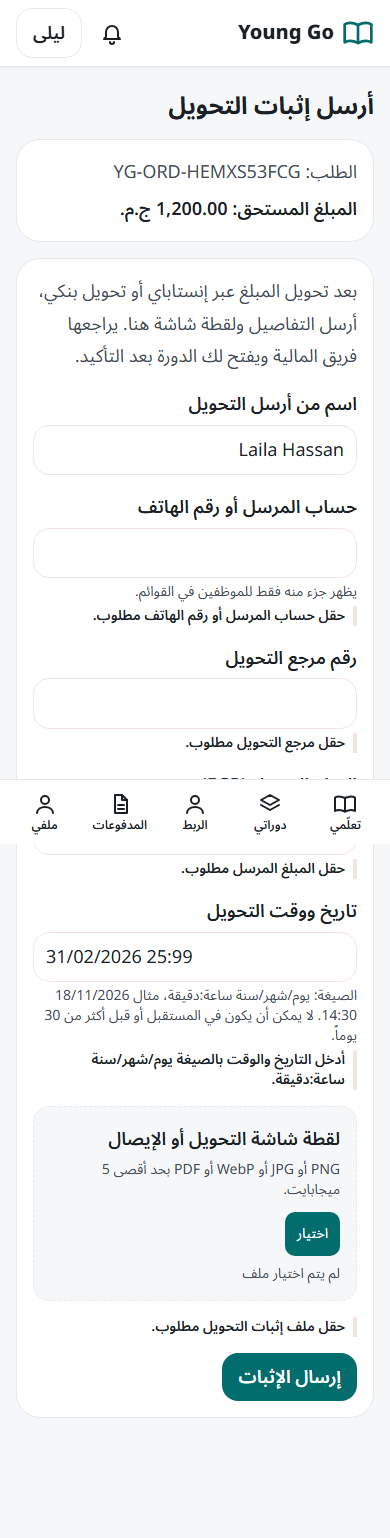 Young Go
ليلى
أرسل إثبات التحويل
الطلب: YG-ORD-HEMXS53FCG
المبلغ المستحق: 1,200.00 ج.م.
بعد تحويل المبلغ عبر إنستاباي أو تحويل بنكي،
أرسل التفاصيل ولقطة شاشة هنا. يراجعها
فريق المالية ويفتح لك الدورة بعد التأكيد.
اسم من أرسل التحويل
Laila Hassan
حساب المرسل أو رقم الهاتف
يظهر جزء منه فقط للموظفين في القوائم.
حقل حساب المرسل أو رقم الهاتف مطلوب.
رقم مرجع التحويل
حقل مرجع التحويل مطلوب.
تعلّمي
دوراتي
الربط
المدفوعات
ملفي
حقل المبلغ المرسل مطلوب.
تاريخ ووقت التحويل
31/02/2026 25:99
الصيغة: يوم/شهر/سنة ساعة:دقيقة، مثال 18/11/2026
14:30. لا يمكن أن يكون في المستقبل أو قبل أكثر من 30
يوماً.
أدخل التاريخ والوقت بالصيغة يوم/شهر/سنة
ساعة:دقيقة.
لقطة شاشة التحويل أو الإيصال
PNG أو JPG أو WebP أو PDF بحد أقصى 5
ميجابايت.
اختيار
لم يتم اختيار ملف
حقل ملف إثبات التحويل مطلوب.
إرسال الإثبات